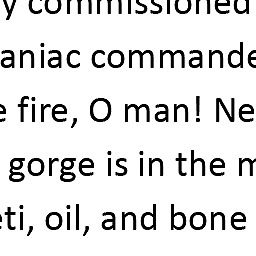 y commissioned
aniac commande
e fire, O man! Ne
gorge is in the m
eti, oil, and bone